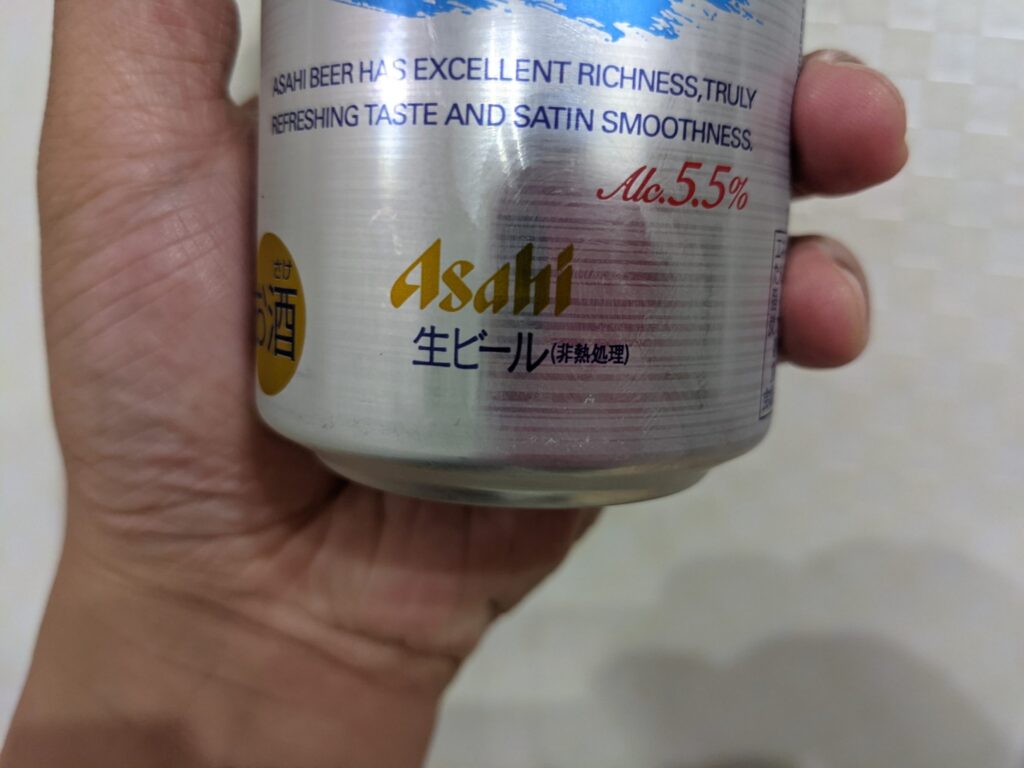 ASAHI BEER HAS EXCELLENT RICHNESS,TRULY
REFRESHING TASTE AND SATIN SMOOTHNESS.
Alc.5.5%
さけ
お酒
Asahi
生ビール(非熱処理)